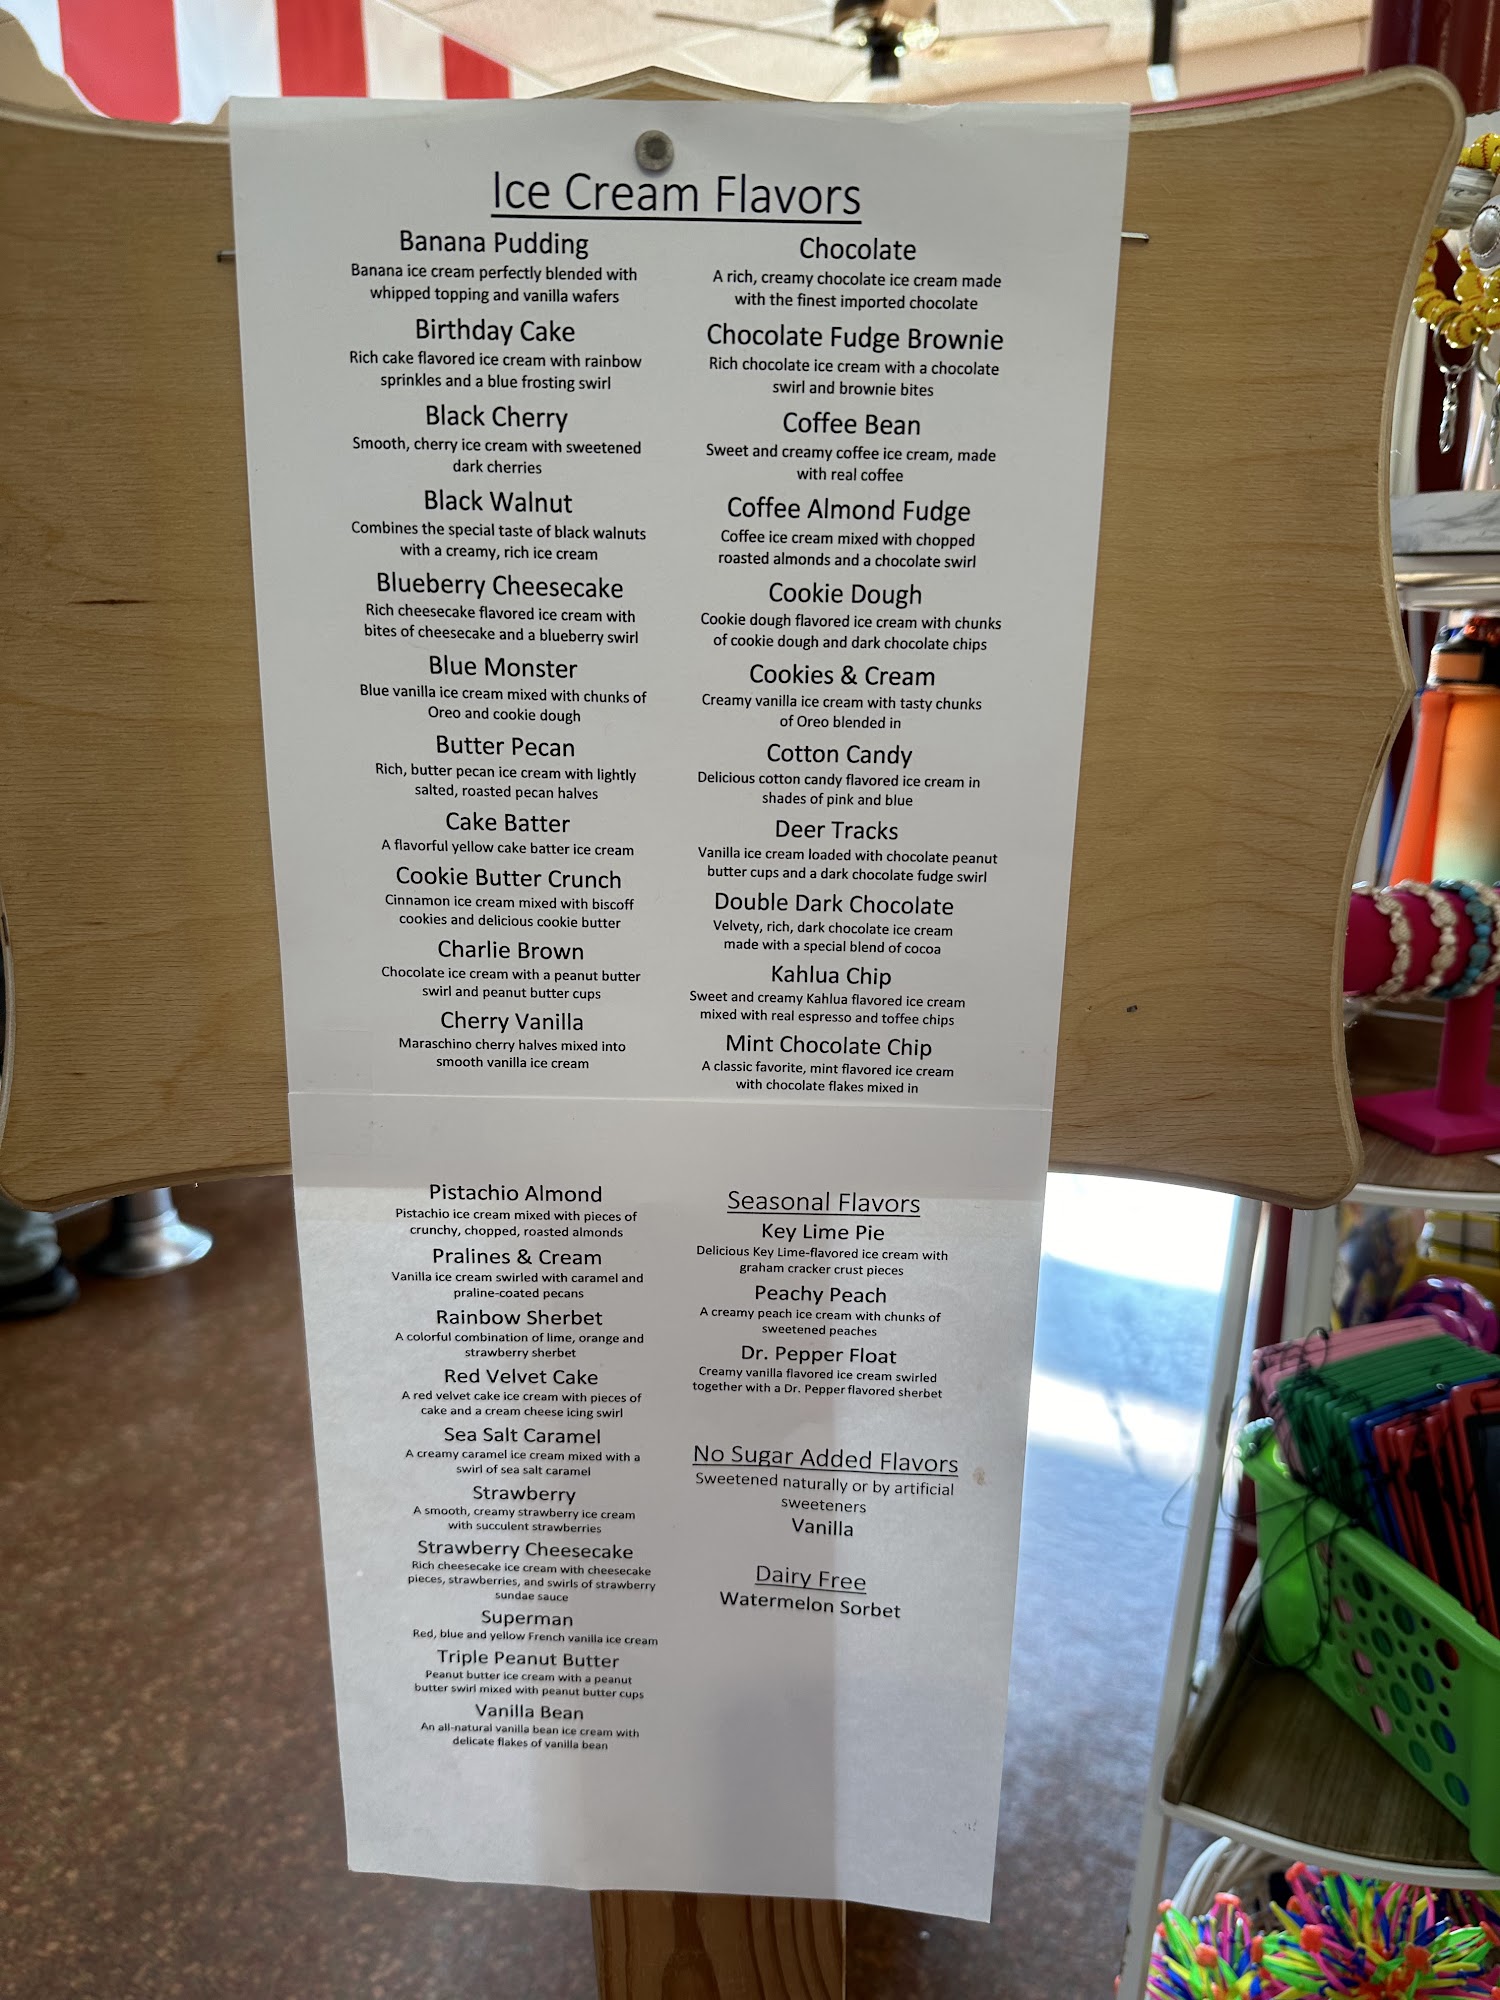 Ice Cream Flavors
Banana Pudding
Banana ice cream perfectly blended with
whipped topping and vanilla wafers
Birthday Cake
Rich cake flavored ice cream with rainbow
sprinkles and a blue frosting swirl
Black Cherry
Smooth, cherry ice cream with sweetened
dark cherries
Black Walnut
Combines the special taste of black walnuts
with a creamy, rich ice cream
Blueberry Cheesecake
Rich cheesecake flavored ice cream with
bites of cheesecake and a blueberry swirl
Blue Monster
Blue vanilla ice cream mixed with chunks of
Oreo and cookie dough
Butter Pecan
Rich, butter pecan ice cream with lightly
salted, roasted pecan halves
Cake Batter
A flavorful yellow cake batter ice cream
Cookie Butter Crunch
Cinnamon ice cream mixed with biscoff
cookies and delicious cookie butter
Charlie Brown
Chocolate ice cream with a peanut butter
swirl and peanut butter cups
Cherry Vanilla
Maraschino cherry halves mixed into
smooth vanilla ice cream
Chocolate
A rich, creamy chocolate ice cream made
with the finest imported chocolate
Chocolate Fudge Brownie
Rich chocolate ice cream with a chocolate
swirl and brownie bites
Coffee Bean
Sweet and creamy coffee ice cream, made
with real coffee
Coffee Almond Fudge
Coffee ice cream mixed with chopped
roasted almonds and a chocolate swirl
Cookie Dough
Cookie dough flavored ice cream with chunks
of cookie dough and dark chocolate chips
Cookies & Cream
Creamy vanilla ice cream with tasty chunks
of Oreo blended in
Cotton Candy
Delicious cotton candy flavored ice cream in
shades of pink and blue
Deer Tracks
Vanilla ice cream loaded with chocolate peanut
butter cups and a dark chocolate fudge swirl
Double Dark Chocolate
Velvety, rich, dark chocolate ice cream
made with a special blend of cocoa
Kahlua Chip
Sweet and creamy Kahlua flavored ice cream
mixed with real espresso and toffee chips
Mint Chocolate Chip
A classic favorite, mint flavored ice cream
with chocolate flakes mixed in
Pistachio Almond
Pistachio ice cream mixed with pieces of
crunchy, chopped, roasted almonds
Pralines & Cream
Vanilla ice cream swirled with caramel and
praline-coated pecans
Rainbow Sherbet
A colorful combination of lime, orange and
strawberry sherbet
Red Velvet Cake
A red velvet cake ice cream with pieces of
cake and a cream cheese icing swirl
Sea Salt Caramel
A creamy caramel ice cream mixed with a
swirl of sea salt caramel
Strawberry
A smooth, creamy strawberry ice cream
with succulent strawberries
Strawberry Cheesecake
Rich cheesecake ice cream with cheesecake
pieces, strawberries, and swirls of strawberry
sundae sauce
Superman
Red, blue and yellow French vanilla ice cream
Triple Peanut Butter
Peanut butter ice cream with a peanut
butter swirl mixed with peanut butter cups
Vanilla Bean
An all-natural vanilla bean ice cream with
delicate flakes of vanilla bean
Seasonal Flavors
Key Lime Pie
Delicious Key Lime-flavored ice cream with
graham cracker crust pieces
Peachy Peach
A creamy peach ice cream with chunks of
sweetened peaches
Dr. Pepper Float
Creamy vanilla flavored ice cream swirled
together with a Dr. Pepper flavored sherbet
No Sugar Added Flavors
Sweetened naturally or by artificial
sweeteners
Vanilla
Dairy Free
Watermelon Sorbet